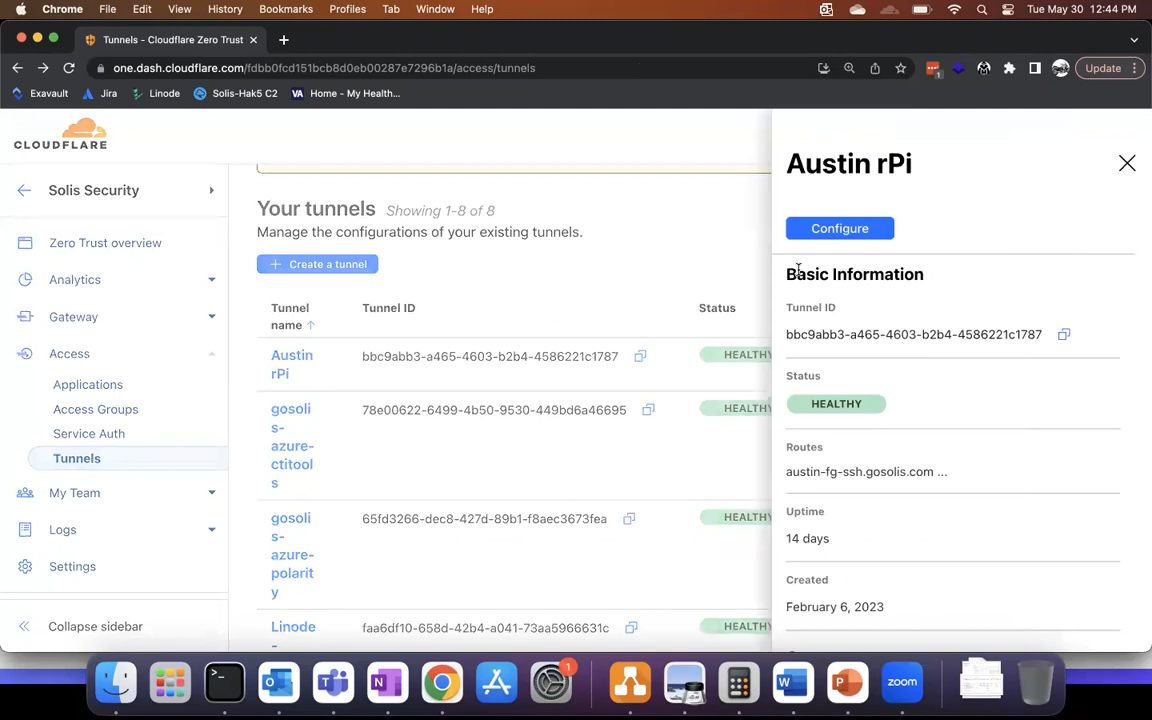 Chrome File Edit View History Bookmarks Profiles Tab Window Help Tue May 30 12:44 PM
Tunnels - Cloudflare Zero Trust
one.dash.cloudflare.com/fdbb0fcd151bcb8d0eb00287e7296b1a/access/tunnels
1
Update
Exavault Jira Linode Solis-Hak5 C2 VA Home - My Health...
CLOUDFLARE
Solis Security
Zero Trust overview
Analytics
Gateway
Access
Applications
Access Groups
Service Auth
Tunnels
My Team
Logs
Settings
Collapse sidebar
Your tunnels Showing 1-8 of 8
Manage the configurations of your existing tunnels.
+ Create a tunnel
Tunnel name ↑ Tunnel ID Status
Austin
rPi
bbc9abb3-a465-4603-b2b4-4586221c1787
HEALTHY
gosoli
s-
azure-
ctitool
s
78e00622-6499-4b50-9530-449bd6a46695
HEALTHY
gosoli
s-
azure-
polarit
y
65fd3266-dec8-427d-89b1-f8aec3673fea
HEALTHY
Linode
-
faa6df10-658d-42b4-a041-73aa5966631c
HEALTHY
Austin rPi
Configure
Basic Information
Tunnel ID
bbc9abb3-a465-4603-b2b4-4586221c1787
Status
HEALTHY
Routes
austin-fg-ssh.gosolis.com ...
Uptime
14 days
Created
February 6, 2023
1
zoom